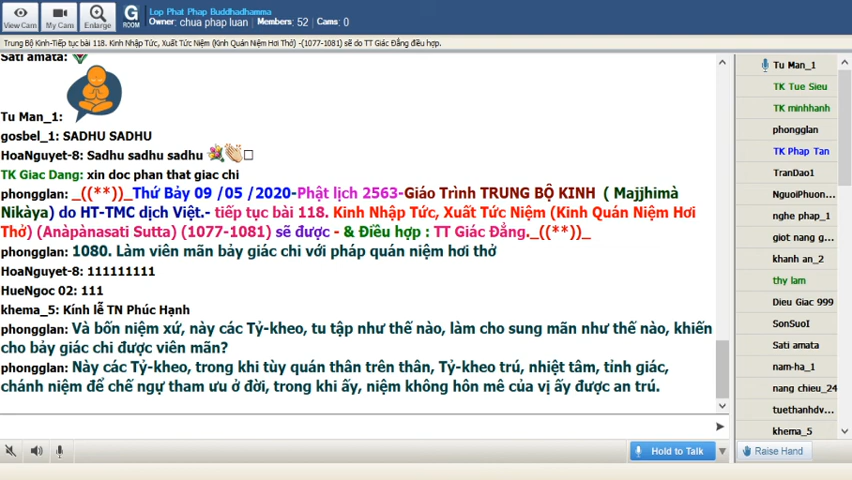 Lop Phat Phap Buddhadhamma
Owner: chua phap luan Members: 52 Cams: 0
View Cam
My Cam
Enlarge
G
ROOM
Trung Bộ Kinh-Tiếp tục bài 118. Kinh Nhập Tức, Xuất Tức Niệm (Kinh Quán Niệm Hơi Thở) -(1077-1081) sẽ do TT Giác Đẳng điều hợp.
Sati amata:
Tu Man_1:
gosbel_1: SADHU SADHU
HoaNguyet-8: Sadhu sadhu sadhu
TK Giac Dang: xin doc phan that giac chi
phongglan: _((**))_Thứ Bảy 09 /05 /2020-Phật lịch 2563-Giáo Trình TRUNG BỘ KINH ( Majjhimà
Nikàya) do HT-TMC dịch Việt.- tiếp tục bài 118. Kinh Nhập Tức, Xuất Tức Niệm (Kinh Quán Niệm Hơi
Thở) (Anàpànasati Sutta) (1077-1081) sẽ được - & Điều hợp : TT Giác Đẳng._((**))_
phongglan: 1080. Làm viên mãn bảy giác chi với pháp quán niệm hơi thở
HoaNguyet-8: 111111111
HueNgoc 02: 111
khema_5: Kính lễ TN Phúc Hạnh
phongglan: Và bốn niệm xứ, này các Tỷ-kheo, tu tập như thế nào, làm cho sung mãn như thế nào, khiến
cho bảy giác chi được viên mãn?
phongglan: Này các Tỷ-kheo, trong khi tùy quán thân trên thân, Tỷ-kheo trú, nhiệt tâm, tỉnh giác,
chánh niệm để chế ngự tham ưu ở đời, trong khi ấy, niệm không hôn mê của vị ấy được an trú.
Tu Man_1
TK Tue Sieu
TK minhhanh
phongglan
TK Phap Tan
TranDao1
NguoiPhuon...
nghe phap_1
giot nang g...
khanh an_2
thy lam
Dieu Giac 999
SonSuoI
Sati amata
nam-ha_1
nang chieu_24
tuethanhdv...
khema_5
Hold to Talk
Raise Hand